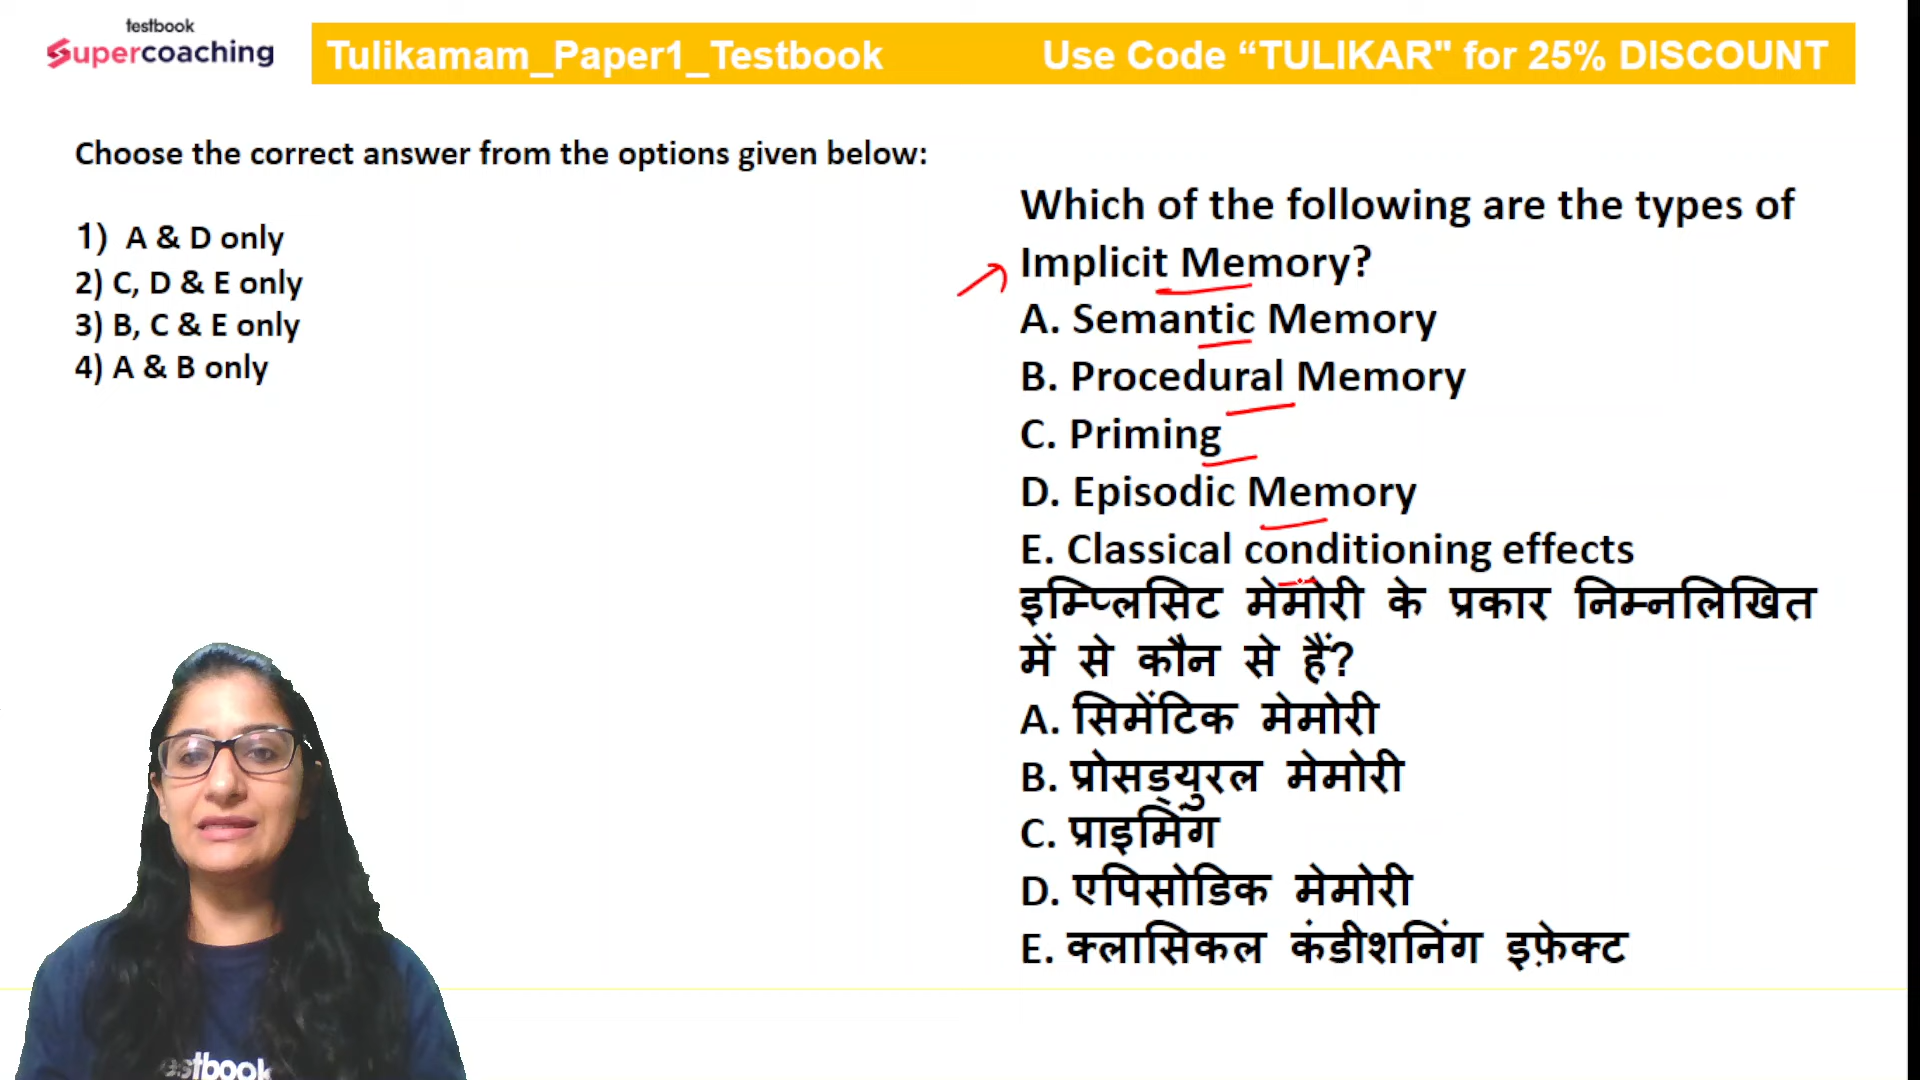 testbook
Supercoaching
Tulikamam_Paper1_Testbook
Use Code “TULIKAR" for 25% DISCOUNT
Choose the correct answer from the options given below:
1) A & D only
2) C, D & E only
3) B, C & E only
4) A & B only
Which of the following are the types of
Implicit Memory?
A. Semantic Memory
B. Procedural Memory
C. Priming
D. Episodic Memory
E. Classical conditioning effects
इम्प्लिसिट मेमोरी के प्रकार निम्नलिखित
में से कौन से हैं?
A. सिमेंटिक मेमोरी
B. प्रोसड्युरल मेमोरी
C. प्राइमिंग
D. एपिसोडिक मेमोरी
E. क्लासिकल कंडीशनिंग इफ़ेक्ट
estbook